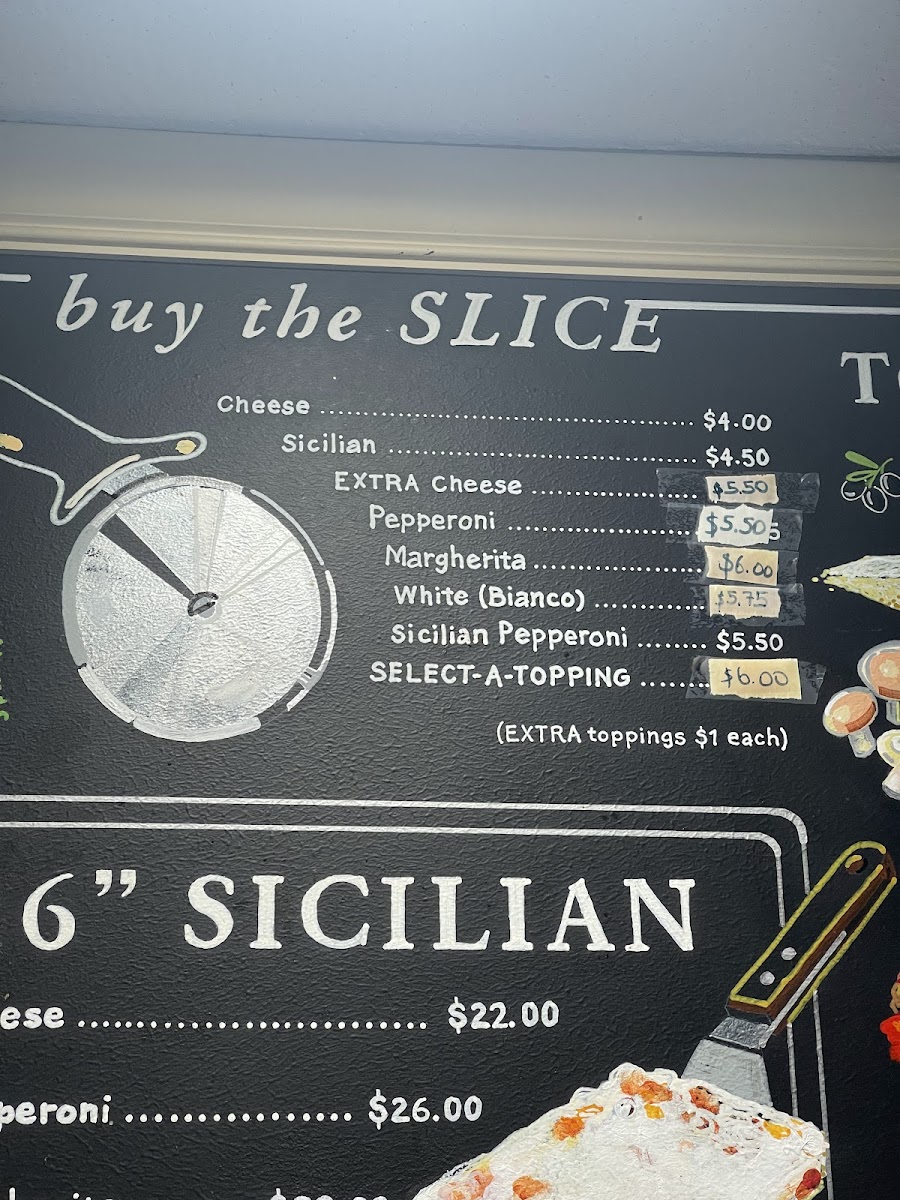 buy the SLICE
Cheese ........ $4.00
Sicilian ........ $4.50
EXTRA Cheese ........ $5.50
Pepperoni ........ $5.50
Margherita ........ $6.00
White (Bianco) ........ $5.75
Sicilian Pepperoni ........ $5.50
SELECT-A-TOPPING ........ $6.00
(EXTRA toppings $1 each)
6” SICILIAN
ese ........ $22.00
peroni ........ $26.00